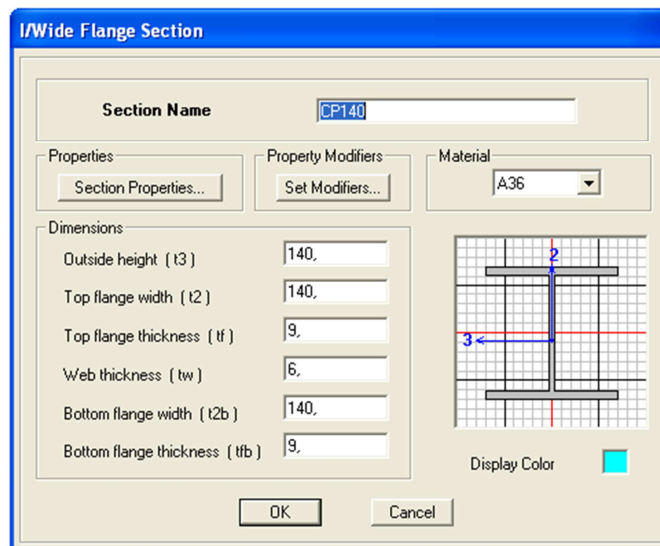 I/Wide Flange Section
Section Name CP140
Properties Property Modifiers Material
Section Properties... Set Modifiers... A36
Dimensions
Outside height ( t3 ) 140,
Top flange width ( t2 ) 140,
Top flange thickness ( tf ) 9,
Web thickness ( tw ) 6,
Bottom flange width ( t2b ) 140,
Bottom flange thickness ( tfb ) 9,
2
3
Display Color
OK Cancel